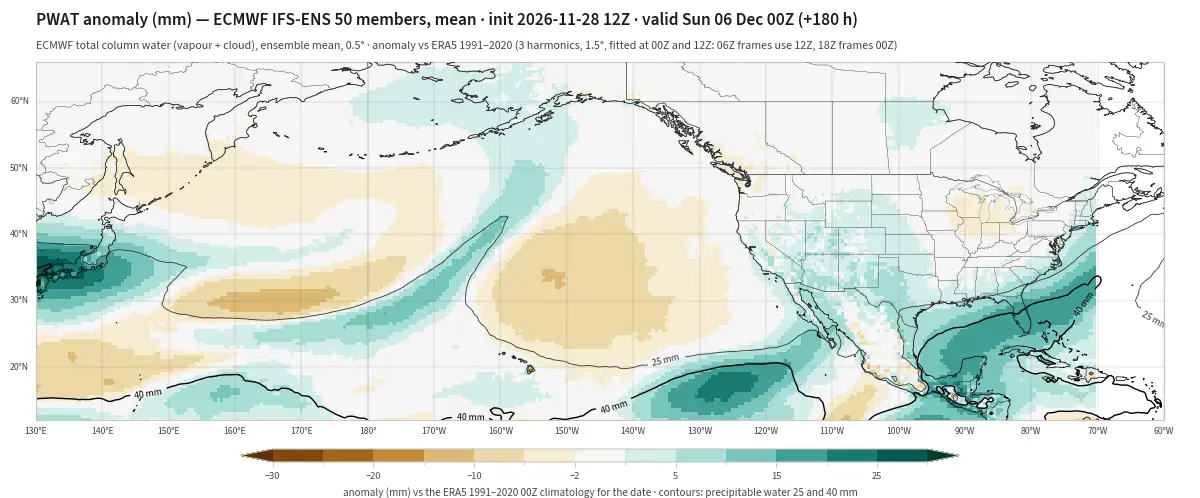 PWAT anomaly (mm) — ECMWF IFS-ENS 50 members, mean · init 2026-11-28 12Z · valid Sun 06 Dec 00Z (+180 h)
ECMWF total column water (vapour + cloud), ensemble mean, 0.5° · anomaly vs ERA5 1991–2020 (3 harmonics, 1.5°, fitted at 00Z and 12Z: 06Z frames use 12Z, 18Z frames 00Z)
60°N
50°N
40°N
30°N
20°N
40 mm
40 mm
40 mm
25 mm
40 mm
25 mm
130°E 140°E 150°E 160°E 170°E 180° 170°W 160°W 150°W 140°W 130°W 120°W 110°W 100°W 90°W 80°W 70°W 60°W
−30 −20 −10 −2 5 15 25
anomaly (mm) vs the ERA5 1991–2020 00Z climatology for the date · contours: precipitable water 25 and 40 mm